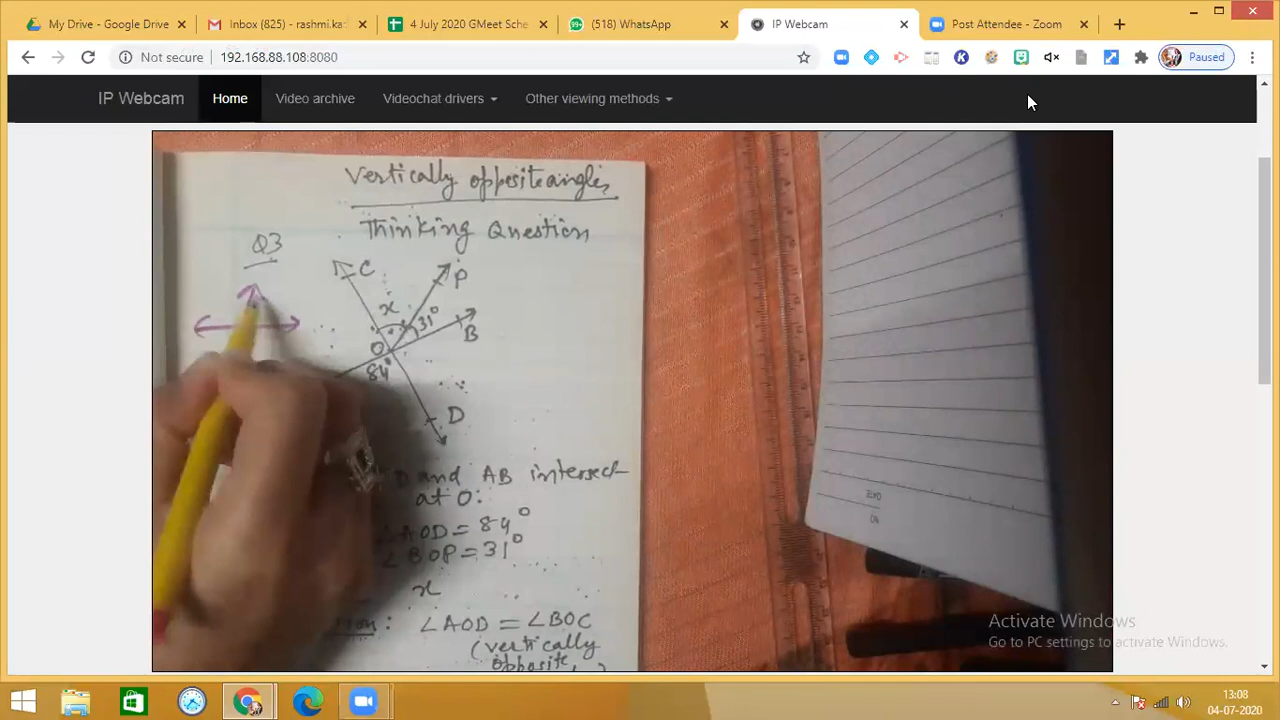 My Drive - Google Drive
Inbox (825) - rashmi.ka
4 July 2020 GMeet Sche
(518) WhatsApp
IP Webcam
Post Attendee - Zoom
Not secure
192.168.88.108:8080
Paused
IP Webcam
Home
Video archive
Videochat drivers
Other viewing methods
Vertically opposite angles
Thinking Question
Q3
C
P
x
31°
B
O
84°
D
D and AB intersect
at O:
∠AOD = 84°
∠BOP = 31°
x
: ∠AOD = ∠BOC
(vertically
opposite
DATE
NO
Activate Windows
Go to PC settings to activate Windows.
13:08
04-07-2020